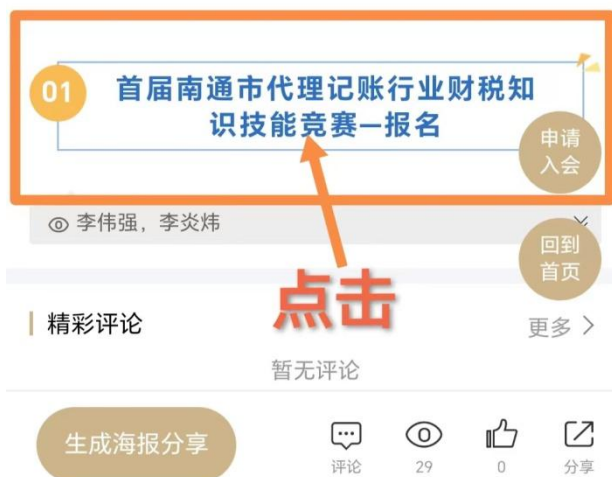 01
首届南通市代理记账行业财税知
识技能竞赛—报名
申请
入会
李伟强，李炎炜
回到
首页
点击
精彩评论
更多
暂无评论
生成海报分享
评论
29
0
分享